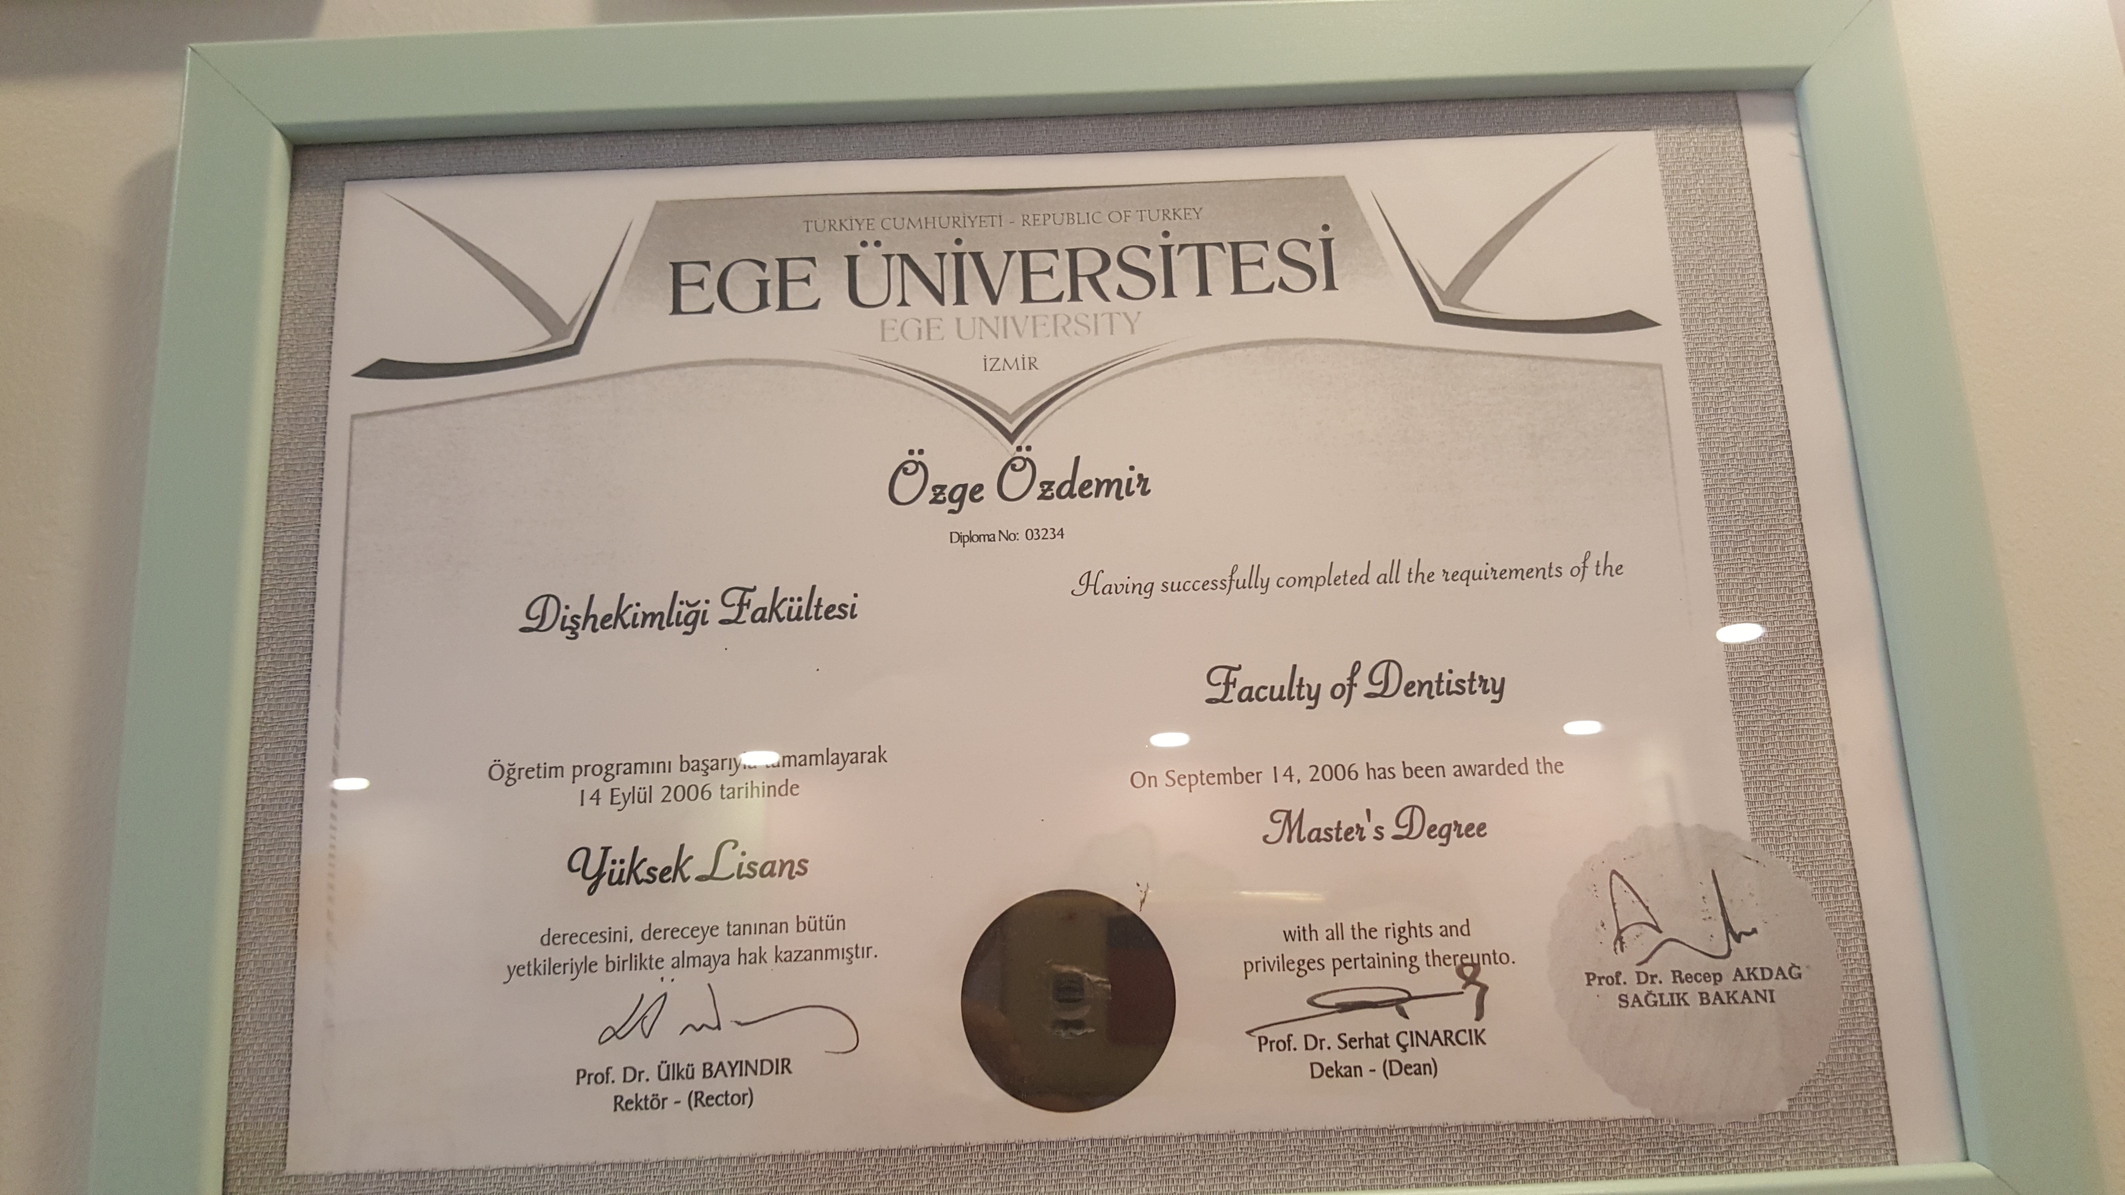 TÜRKİYE CUMHURİYETİ - REPUBLIC OF TURKEY
EGE ÜNİVERSİTESİ
EGE UNIVERSITY
İZMİR
Özge Özdemir
Diploma No: 03234
Dişhekimliği Fakültesi
Öğretim programını başarıyla tamamlayarak
14 Eylül 2006 tarihinde
Yüksek Lisans
derecesini, dereceye tanınan bütün
yetkileriyle birlikte almaya hak kazanmıştır.
Prof. Dr. Ülkü BAYINDIR
Rektör - (Rector)
Having successfully completed all the requirements of the
Faculty of Dentistry
On September 14, 2006 has been awarded the
Master's Degree
with all the rights and
privileges pertaining thereunto.
Prof. Dr. Serhat ÇINARCIK
Dekan - (Dean)
Prof. Dr. Recep AKDAĞ
SAĞLIK BAKANI